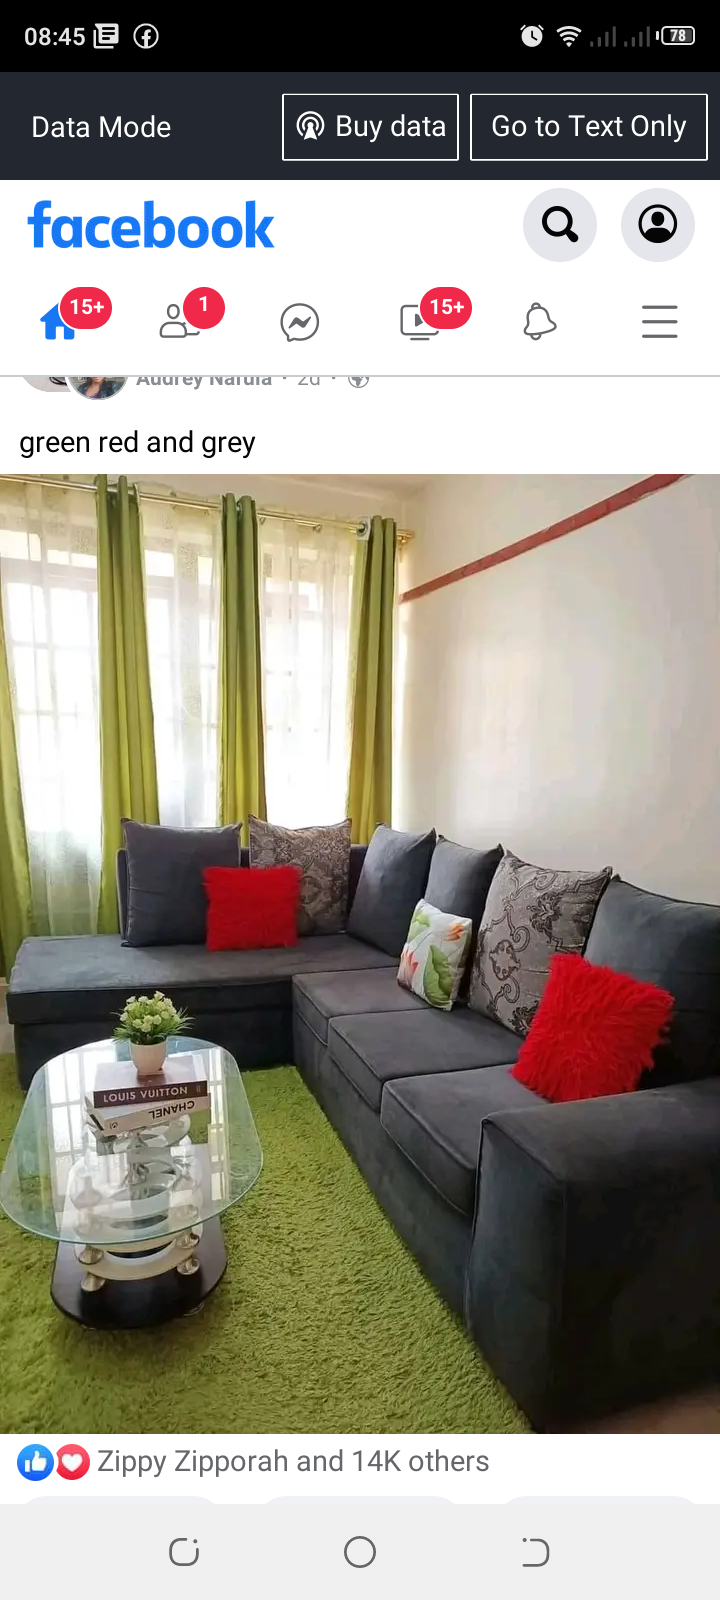 08:45
78
Data Mode
Buy data
Go to Text Only
facebook
15+
1
15+
Audrey Narula · 2d ·
green red and grey
LOUIS VUITTON
CHANEL
Zippy Zipporah and 14K others